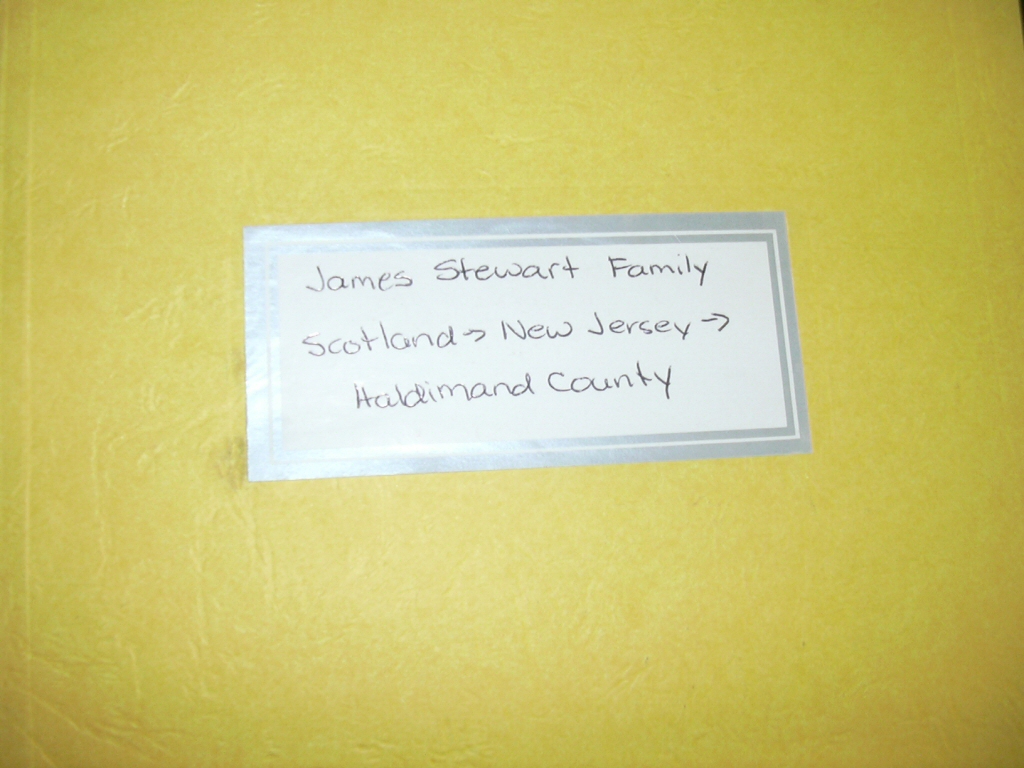 James Stewart Family
Scotland → New Jersey →
Haldimand County